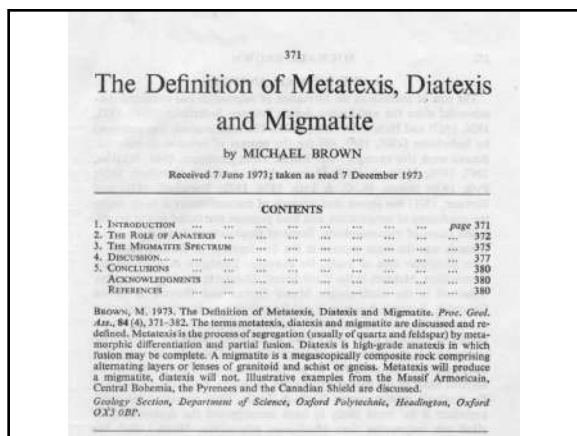 371
The Definition of Metatexis, Diatexis
and Migmatite
by MICHAEL BROWN
Received 7 June 1973; taken as read 7 December 1973
CONTENTS
1. INTRODUCTION ... ... ... ... ... ... ... page 371
2. THE ROLE OF ANATEXIS ... ... ... ... ... ... ... 372
3. THE MIGMATITE SPECTRUM ... ... ... ... ... ... 375
4. DISCUSSION... ... ... ... ... ... ... ... 377
5. CONCLUSIONS ... ... ... ... ... ... ... 380
ACKNOWLEDGMENTS ... ... ... ... ... ... ... 380
REFERENCES ... ... ... ... ... ... ... 380
BROWN, M. 1973. The Definition of Metatexis, Diatexis and Migmatite. Proc. Geol.
Ass., 84 (4), 371–382. The terms metatexis, diatexis and migmatite are discussed and re-
defined. Metatexis is the process of segregation (usually of quartz and feldspar) by meta-
morphic differentiation and partial fusion. Diatexis is high-grade anatexis in which
fusion may be complete. A migmatite is a megascopically composite rock comprising
alternating layers or lenses of granitoid and schist or gneiss. Metatexis will produce
a migmatite, diatexis will not. Illustrative examples from the Massif Armoricain,
Central Bohemia, the Pyrenees and the Canadian Shield are discussed.
Geology Section, Department of Science, Oxford Polytechnic, Headington, Oxford
OX3 0BP.